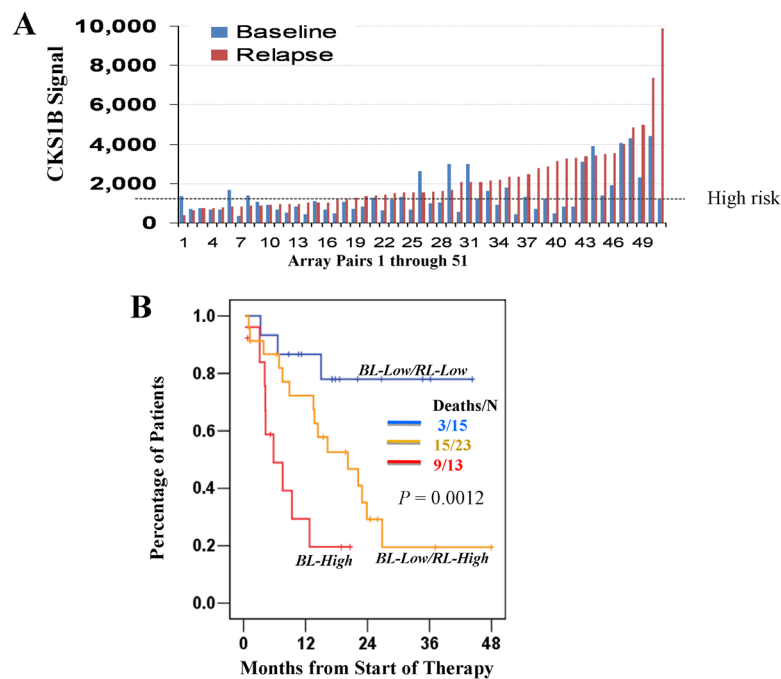 A
10,000
8,000
6,000
4,000
2,000
0
CKS1B Signal
Baseline
Relapse
High risk
1 4 7 10 13 16 19 22 25 28 31 34 37 40 43 46 49
Array Pairs 1 through 51
B
1.0
0.8
0.6
0.4
0.2
0.0
Percentage of Patients
BL-Low/RL-Low
Deaths/N
3/15
15/23
9/13
P = 0.0012
BL-High
BL-Low/RL-High
0 12 24 36 48
Months from Start of Therapy